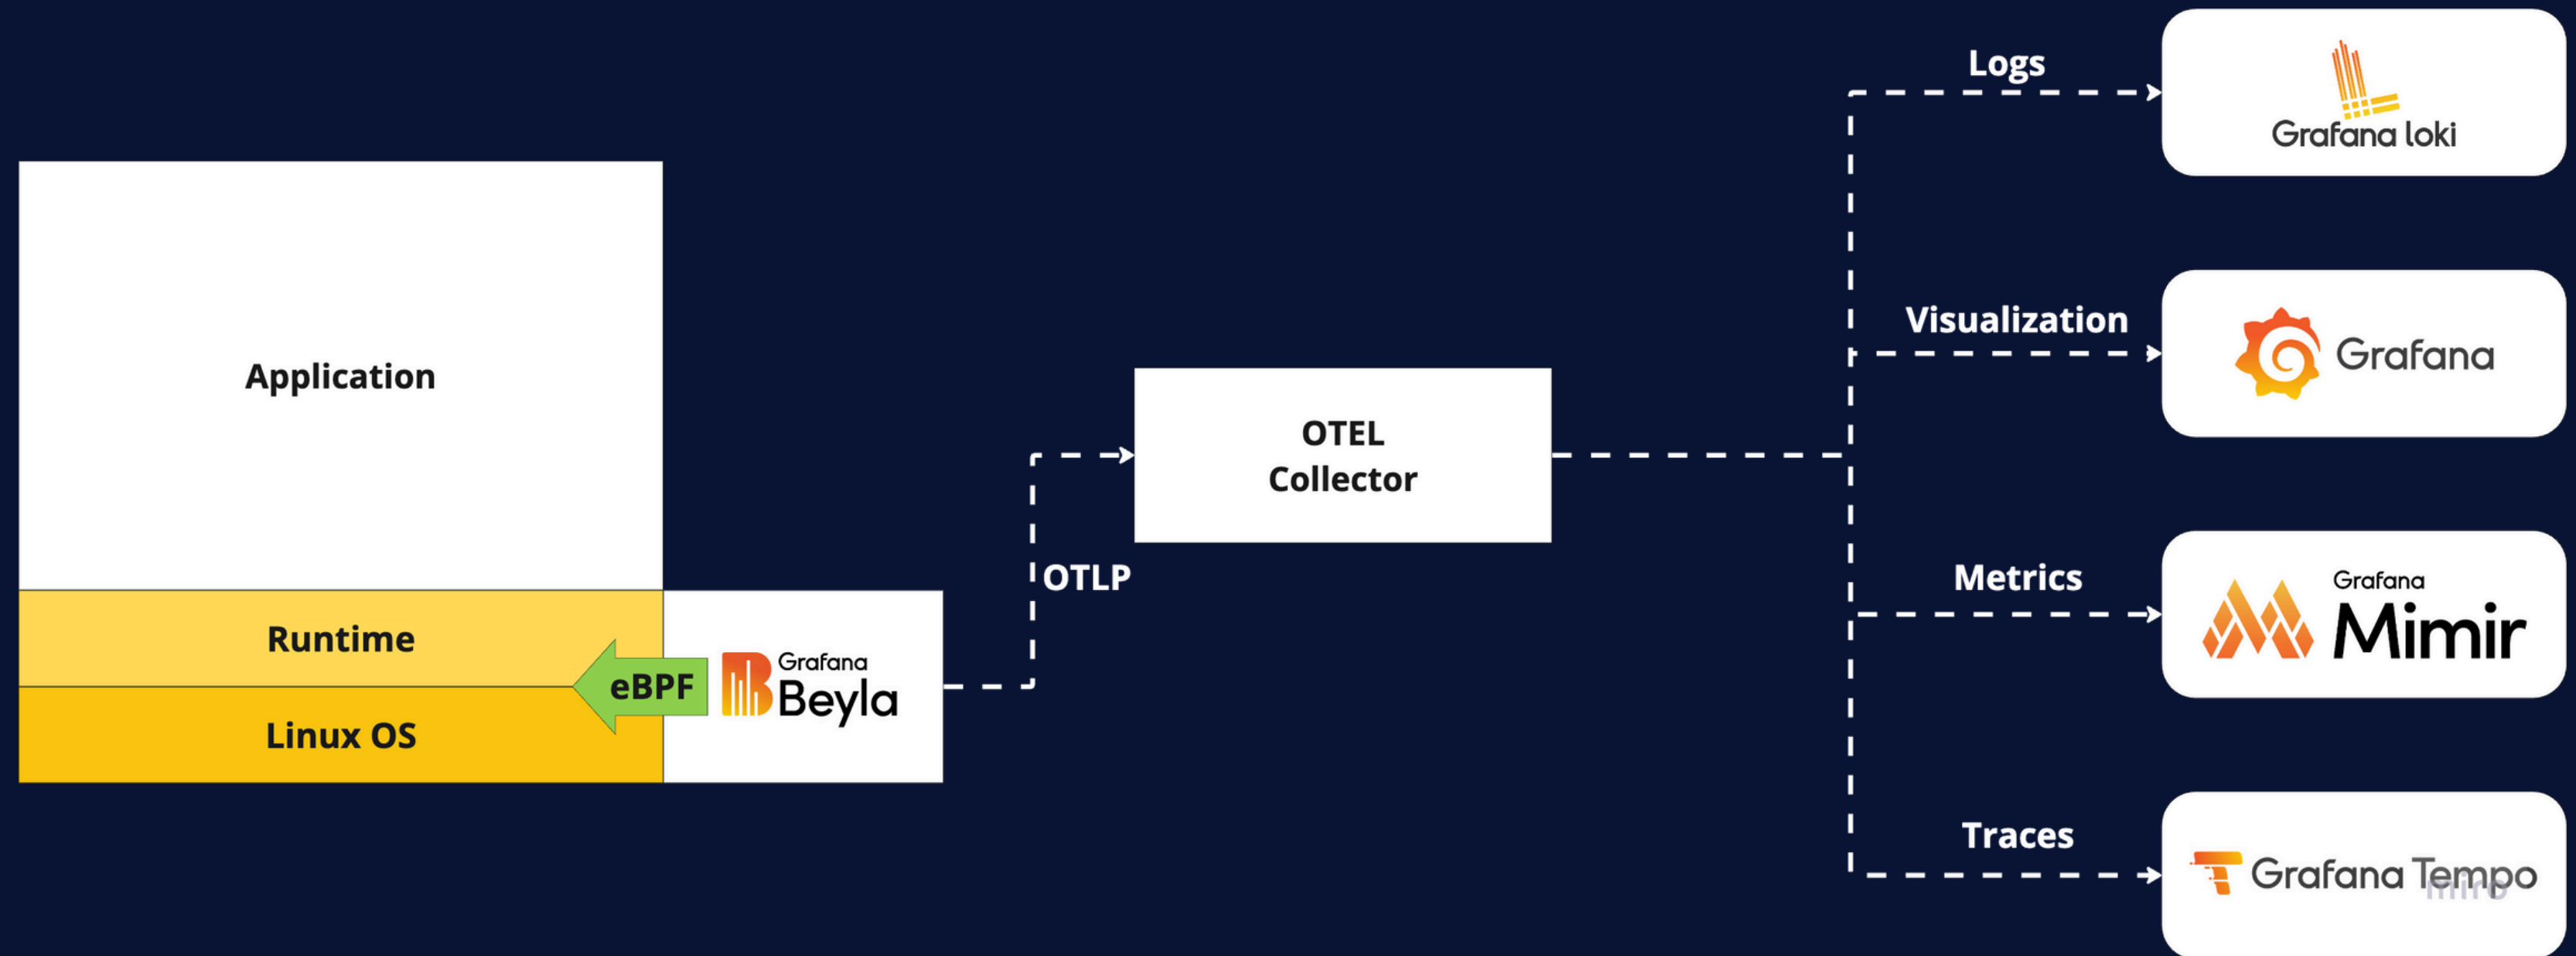 Application
Runtime
Linux OS
eBPF
Grafana
Beyla
OTLP
OTEL
Collector
Logs
Grafana loki
Visualization
Grafana
Metrics
Grafana
Mimir
Traces
Grafana Tempo
miro